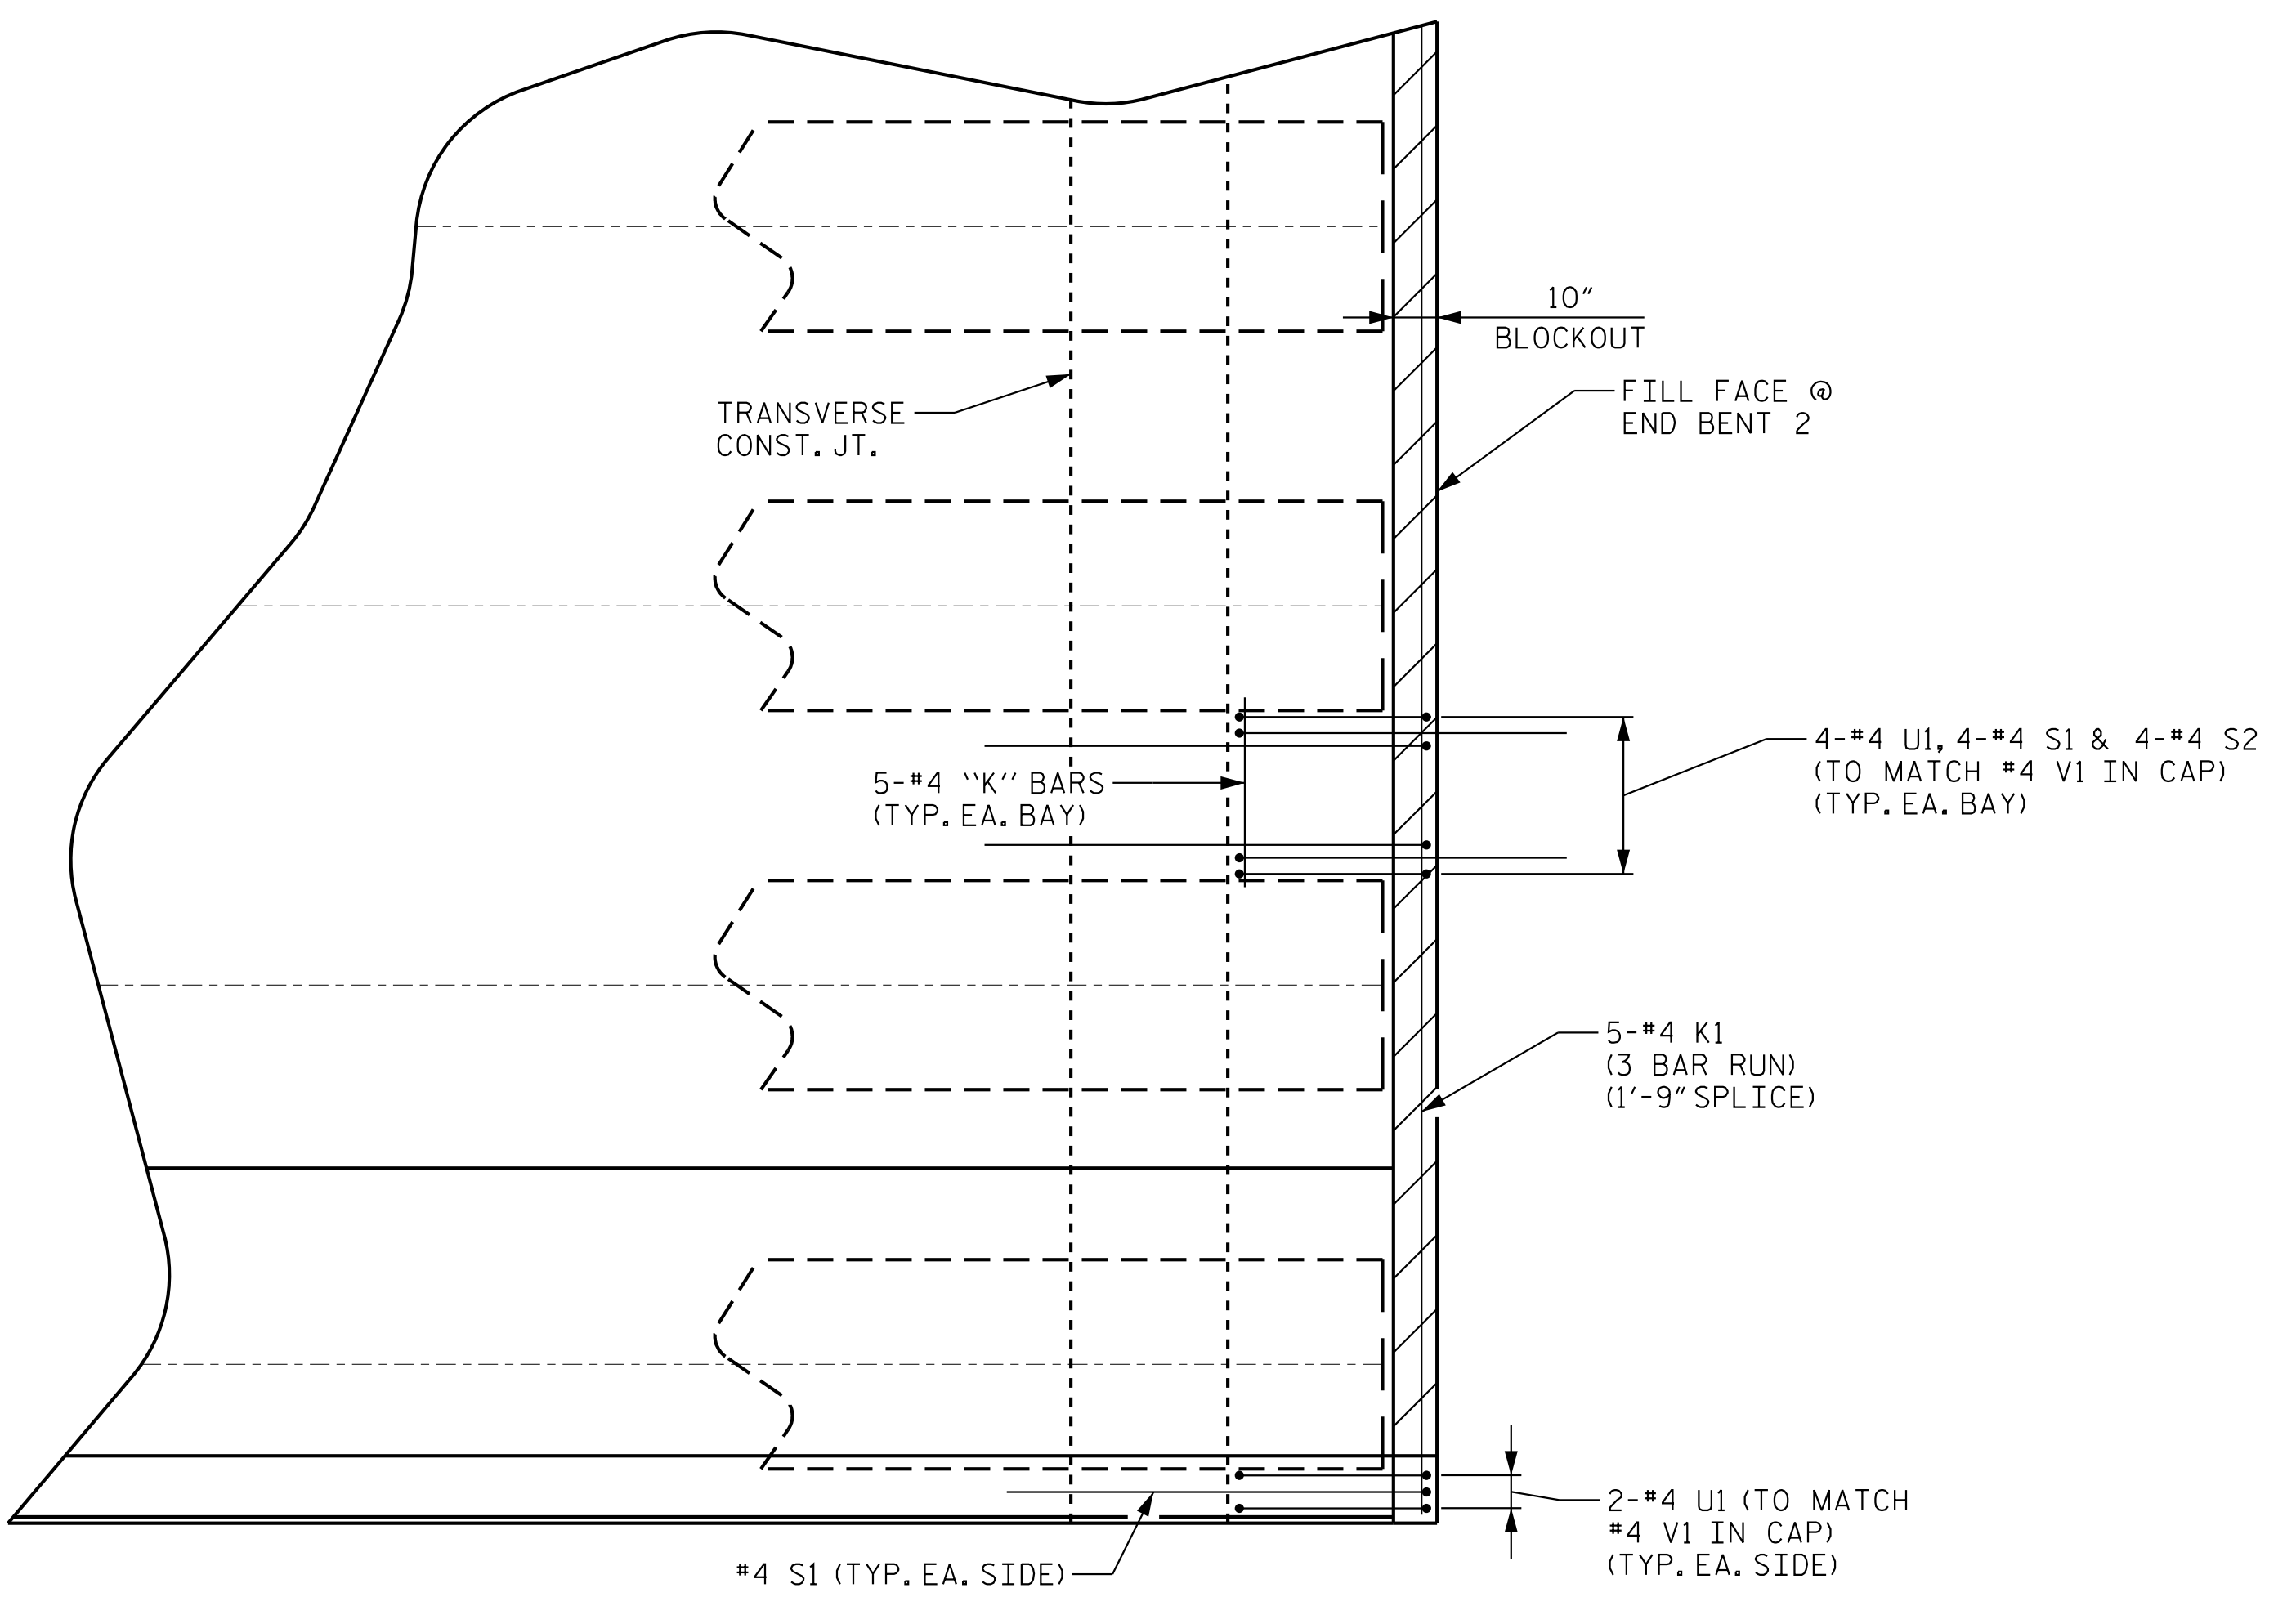 10"
BLOCKOUT
FILL FACE @
END BENT 2
TRANSVERSE
CONST. JT.
4-#4 U1, 4-#4 S1 & 4-#4 S2
(TO MATCH #4 V1 IN CAP)
(TYP. EA. BAY)
5-#4 "K" BARS
(TYP. EA. BAY)
5-#4 K1
(3 BAR RUN)
(1'-9" SPLICE)
2-#4 U1 (TO MATCH
#4 V1 IN CAP)
(TYP. EA. SIDE)
#4 S1 (TYP. EA. SIDE)